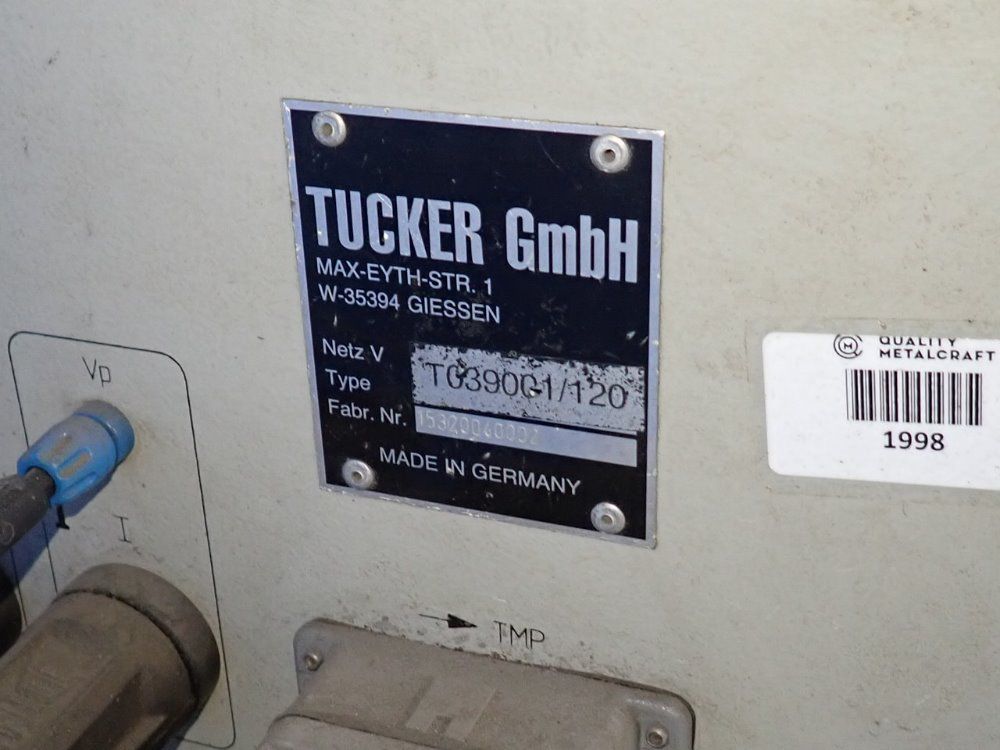 TUCKER GmbH
MAX-EYTH-STR. 1
W-35394 GIESSEN
Netz V
Type T0390G1/120
Fabr. Nr. 15320060002
MADE IN GERMANY
QUALITY
METALCRAFT
1998
Vp
I
TMP